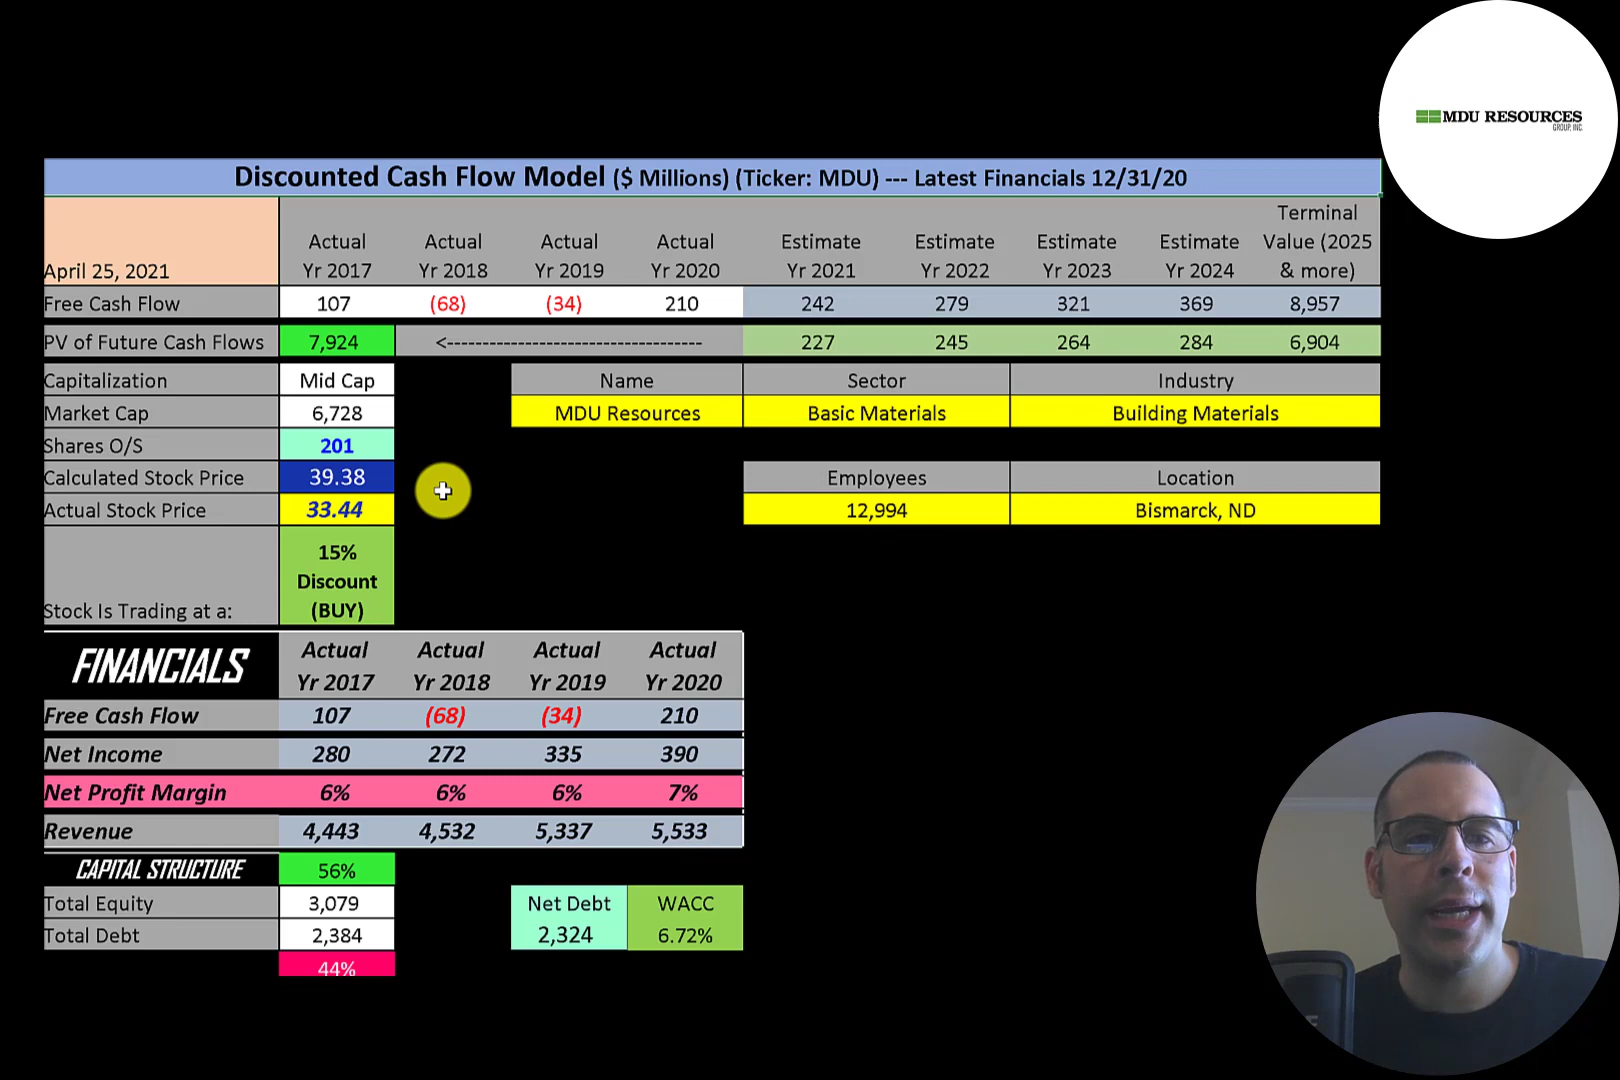 MDU RESOURCES
GROUP, INC.
Discounted Cash Flow Model ($ Millions) (Ticker: MDU) --- Latest Financials 12/31/20
April 25, 2021 Actual Yr 2017 Actual Yr 2018 Actual Yr 2019 Actual Yr 2020 Estimate Yr 2021 Estimate Yr 2022 Estimate Yr 2023 Estimate Yr 2024 Terminal Value (2025 & more)
Free Cash Flow 107 (68) (34) 210 242 279 321 369 8,957
PV of Future Cash Flows 7,924 <----------------------------------- 227 245 264 284 6,904
Capitalization Mid Cap Name Sector Industry
Market Cap 6,728 MDU Resources Basic Materials Building Materials
Shares O/S 201
Calculated Stock Price 39.38 Employees Location
Actual Stock Price 33.44 12,994 Bismarck, ND
Stock Is Trading at a: 15% Discount (BUY)
FINANCIALS Actual Yr 2017 Actual Yr 2018 Actual Yr 2019 Actual Yr 2020
Free Cash Flow 107 (68) (34) 210
Net Income 280 272 335 390
Net Profit Margin 6% 6% 6% 7%
Revenue 4,443 4,532 5,337 5,533
CAPITAL STRUCTURE 56%
Total Equity 3,079 Net Debt WACC
Total Debt 2,384 2,324 6.72%
44%